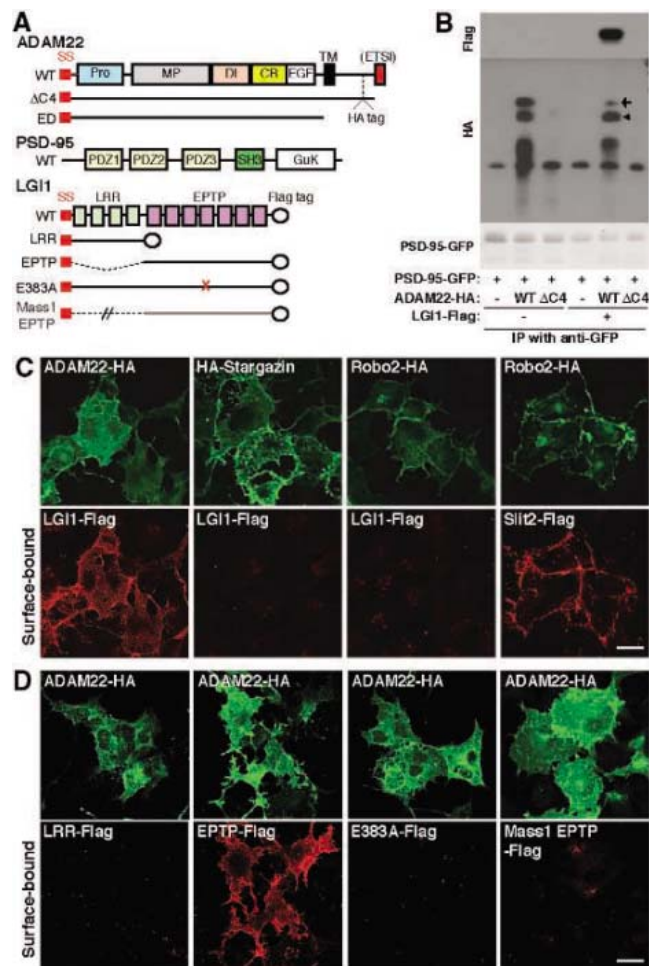 A
ADAM22
SS
TM
(ETSI)
WT
Pro
MP
DI
CR
EGF
ΔC4
HA tag
ED
PSD-95
WT
PDZ1
PDZ2
PDZ3
SH3
GuK
LGI1
SS
LRR
EPTP
Flag tag
WT
LRR
EPTP
E383A
X
Mass1
EPTP
B
Flag
HA
PSD-95-GFP
PSD-95-GFP: + + + + + +
ADAM22-HA: - WT ΔC4 - WT ΔC4
LGI1-Flag: - +
IP with anti-GFP
C
ADAM22-HA
HA-Stargazin
Robo2-HA
Robo2-HA
Surface-bound
LGI1-Flag
LGI1-Flag
LGI1-Flag
Slit2-Flag
D
ADAM22-HA
ADAM22-HA
ADAM22-HA
ADAM22-HA
Surface-bound
LRR-Flag
EPTP-Flag
E383A-Flag
Mass1 EPTP
-Flag